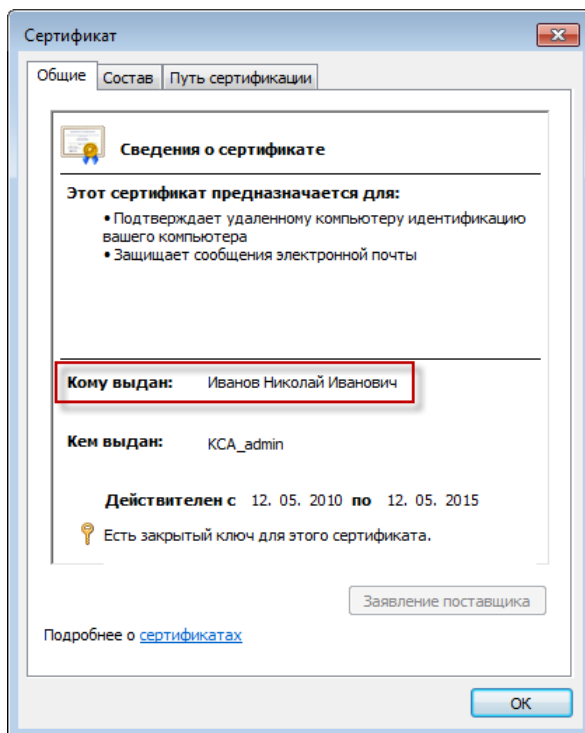 Сертификат
Общие Состав Путь сертификации
Сведения о сертификате
Этот сертификат предназначается для:
• Подтверждает удаленному компьютеру идентификацию
вашего компьютера
• Защищает сообщения электронной почты
Кому выдан: Иванов Николай Иванович
Кем выдан: KCA_admin
Действителен с 12. 05. 2010 по 12. 05. 2015
Есть закрытый ключ для этого сертификата.
Заявление поставщика
Подробнее о сертификатах
ОК